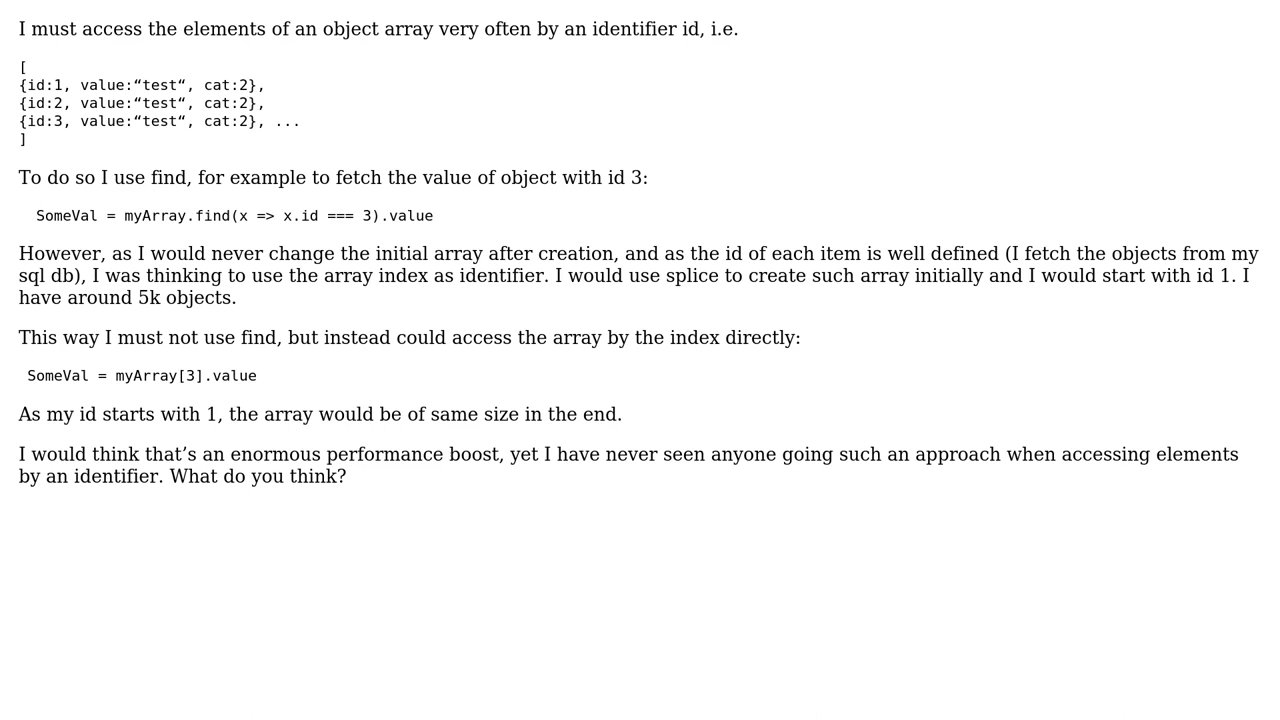 I must access the elements of an object array very often by an identifier id, i.e.
[
{id:1, value:“test“, cat:2},
{id:2, value:“test“, cat:2},
{id:3, value:“test“, cat:2}, ...
]
To do so I use find, for example to fetch the value of object with id 3:
SomeVal = myArray.find(x => x.id === 3).value
However, as I would never change the initial array after creation, and as the id of each item is well defined (I fetch the objects from my
sql db), I was thinking to use the array index as identifier. I would use splice to create such array initially and I would start with id 1. I
have around 5k objects.
This way I must not use find, but instead could access the array by the index directly:
SomeVal = myArray[3].value
As my id starts with 1, the array would be of same size in the end.
I would think that’s an enormous performance boost, yet I have never seen anyone going such an approach when accessing elements
by an identifier. What do you think?